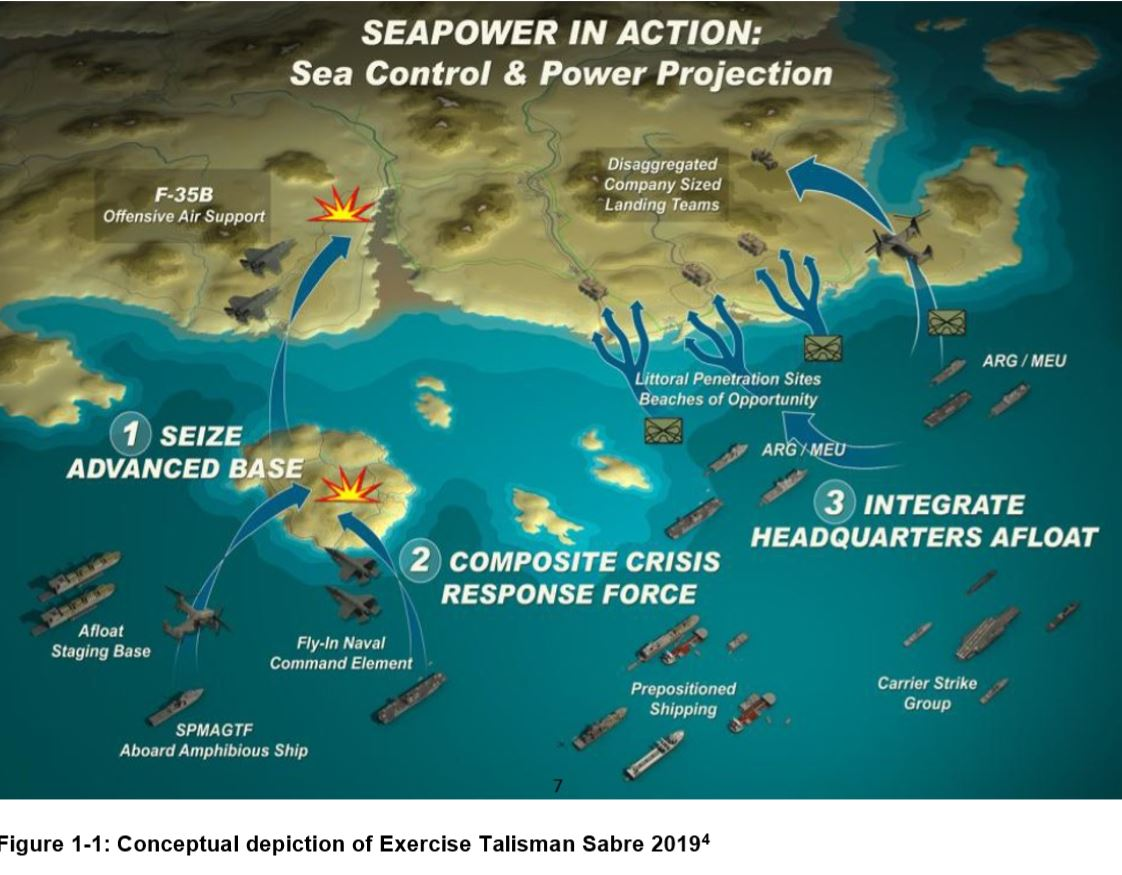 SEAPOWER IN ACTION:
Sea Control & Power Projection
F-35B
Offensive Air Support
Disaggregated
Company Sized
Landing Teams
ARG / MEU
Littoral Penetration Sites
Beaches of Opportunity
1 SEIZE
ADVANCED BASE
ARG / MEU
3 INTEGRATE
HEADQUARTERS AFLOAT
2 COMPOSITE CRISIS
RESPONSE FORCE
Afloat
Staging Base
Fly-In Naval
Command Element
Prepositioned
Shipping
Carrier Strike
Group
SPMAGTF
Aboard Amphibious Ship
7
Figure 1-1: Conceptual depiction of Exercise Talisman Sabre 2019⁴